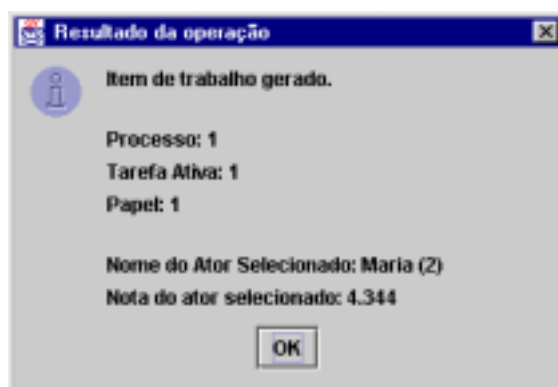 Resultado da operação
Item de trabalho gerado.
Processo: 1
Tarefa Ativa: 1
Papel: 1
Nome do Ator Selecionado: Maria (2)
Nota do ator selecionado: 4.344
OK